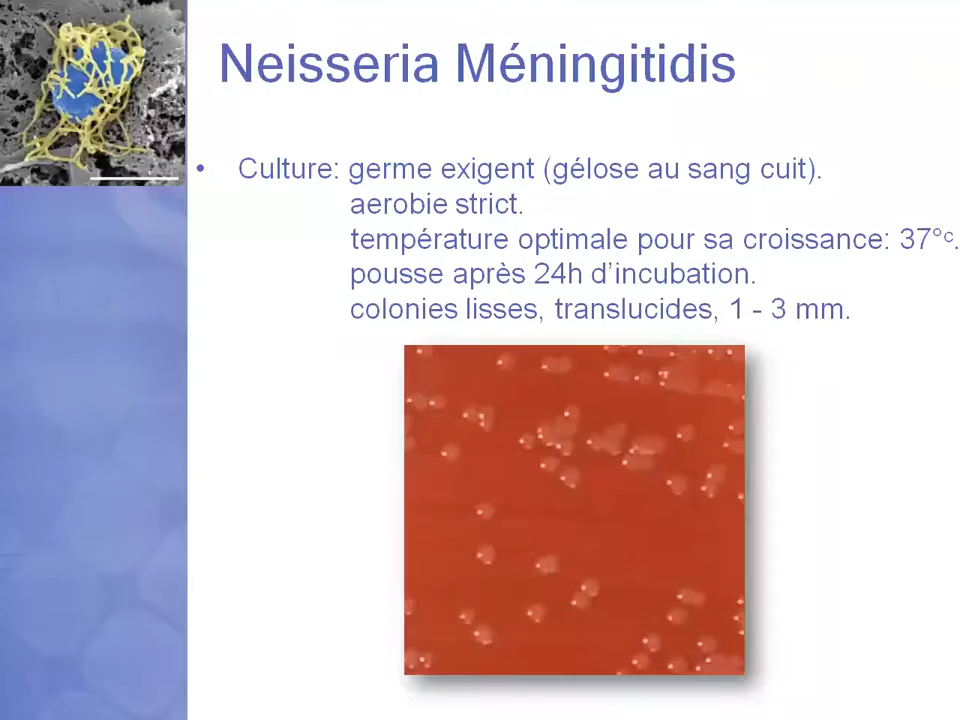 Neisseria Méningitidis
• Culture: germe exigent (gélose au sang cuit).
aerobie strict.
température optimale pour sa croissance: 37°c.
pousse après 24h d’incubation.
colonies lisses, translucides, 1 - 3 mm.